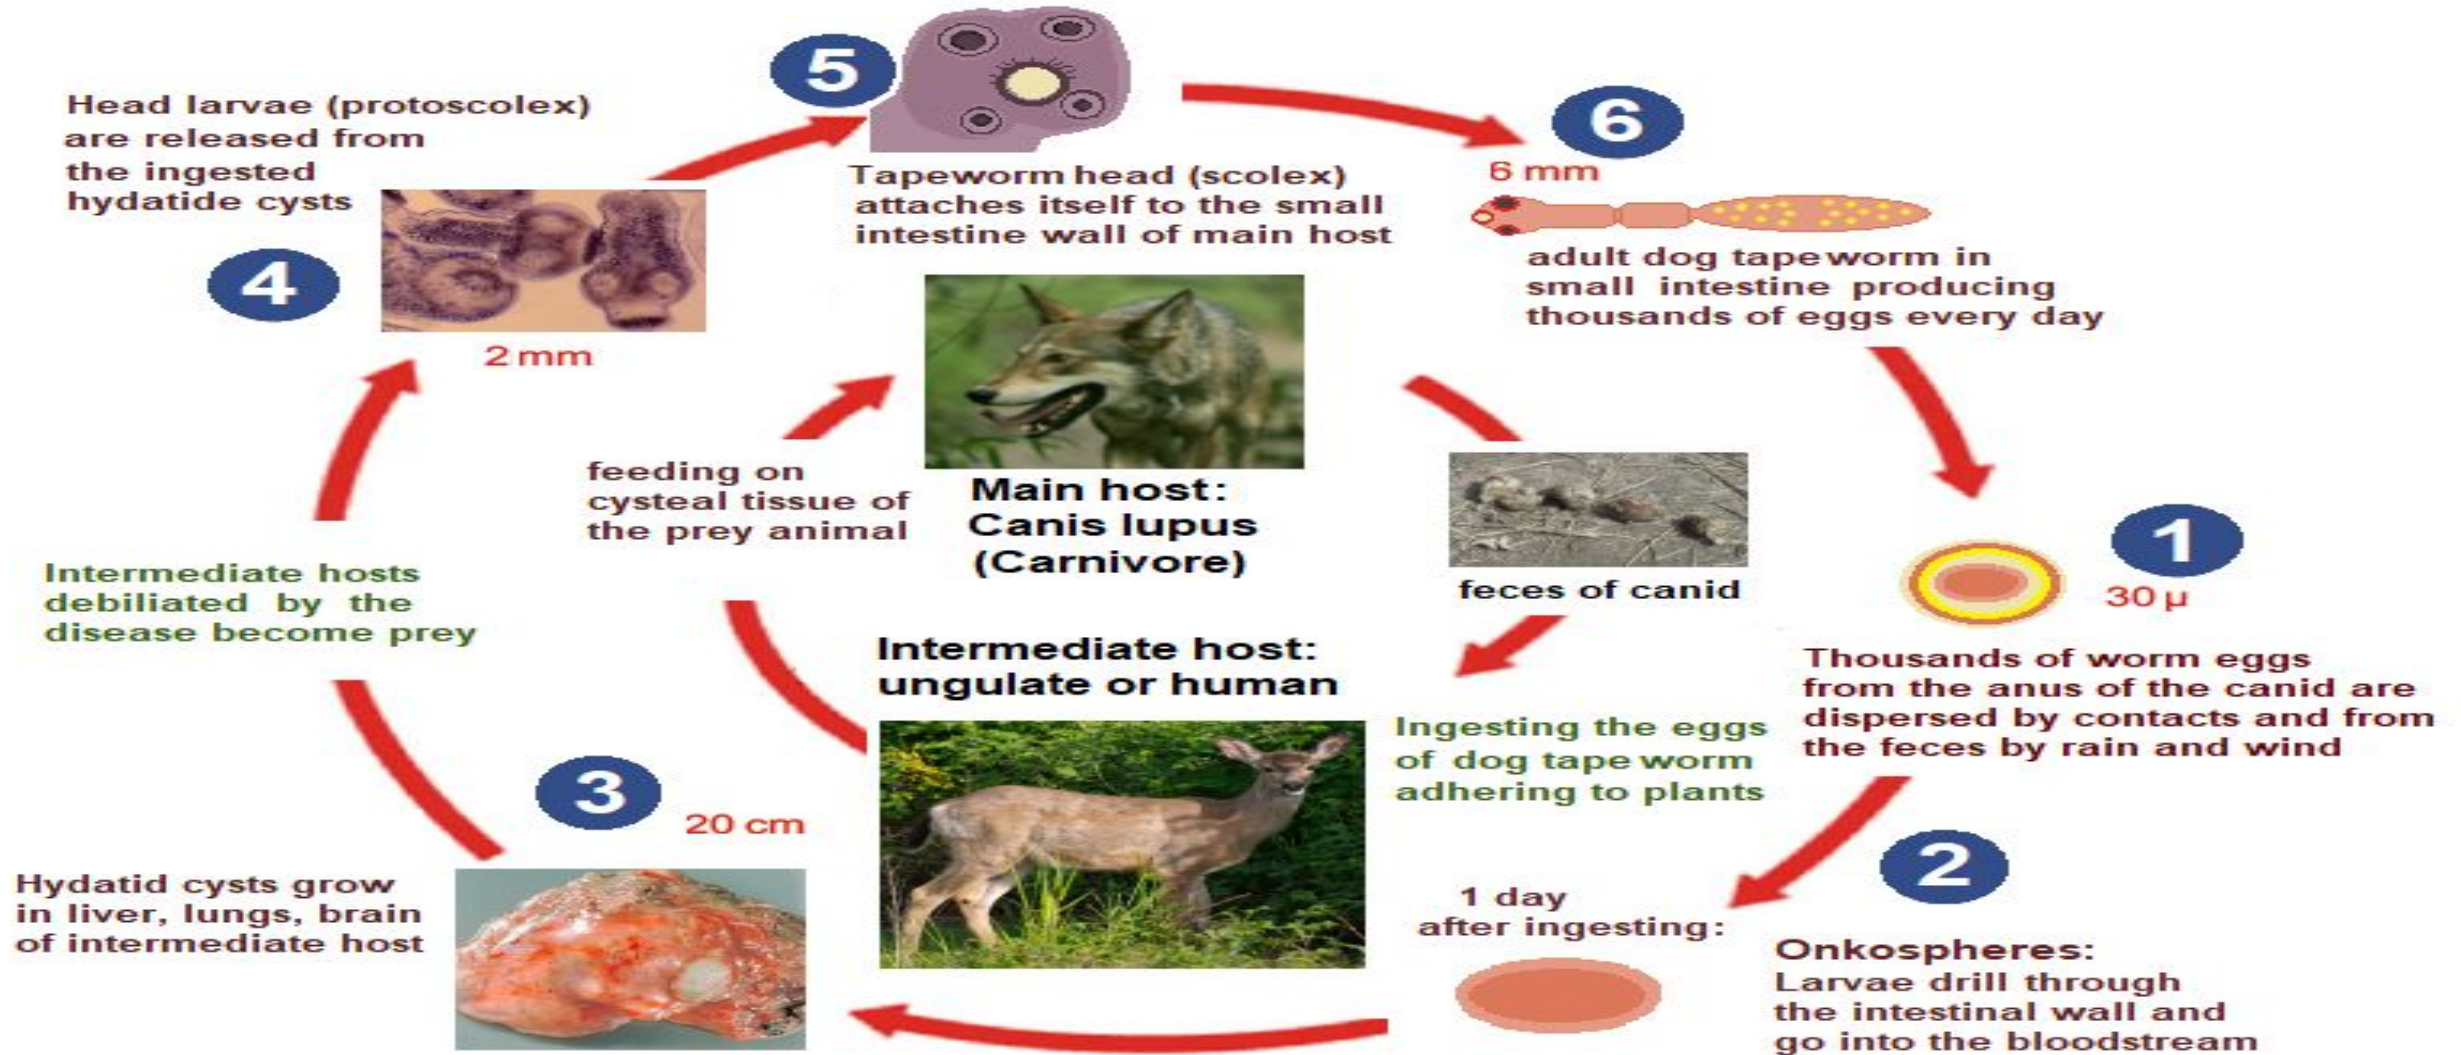 5
Head larvae (protoscolex)
are released from
the ingested
hydatide cysts
4
2 mm
Tapeworm head (scolex)
attaches itself to the small
intestine wall of main host
6
6 mm
adult dog tapeworm in
small intestine producing
thousands of eggs every day
feeding on
cysteal tissue of
the prey animal
Main host:
Canis lupus
(Carnivore)
feces of canid
1
30 µ
Thousands of worm eggs
from the anus of the canid are
dispersed by contacts and from
the feces by rain and wind
Intermediate hosts
debiliated by the
disease become prey
Intermediate host:
ungulate or human
Ingesting the eggs
of dog tape worm
adhering to plants
3
20 cm
Hydatid cysts grow
in liver, lungs, brain
of intermediate host
2
1 day
after ingesting:
Onkospheres:
Larvae drill through
the intestinal wall and
go into the bloodstream